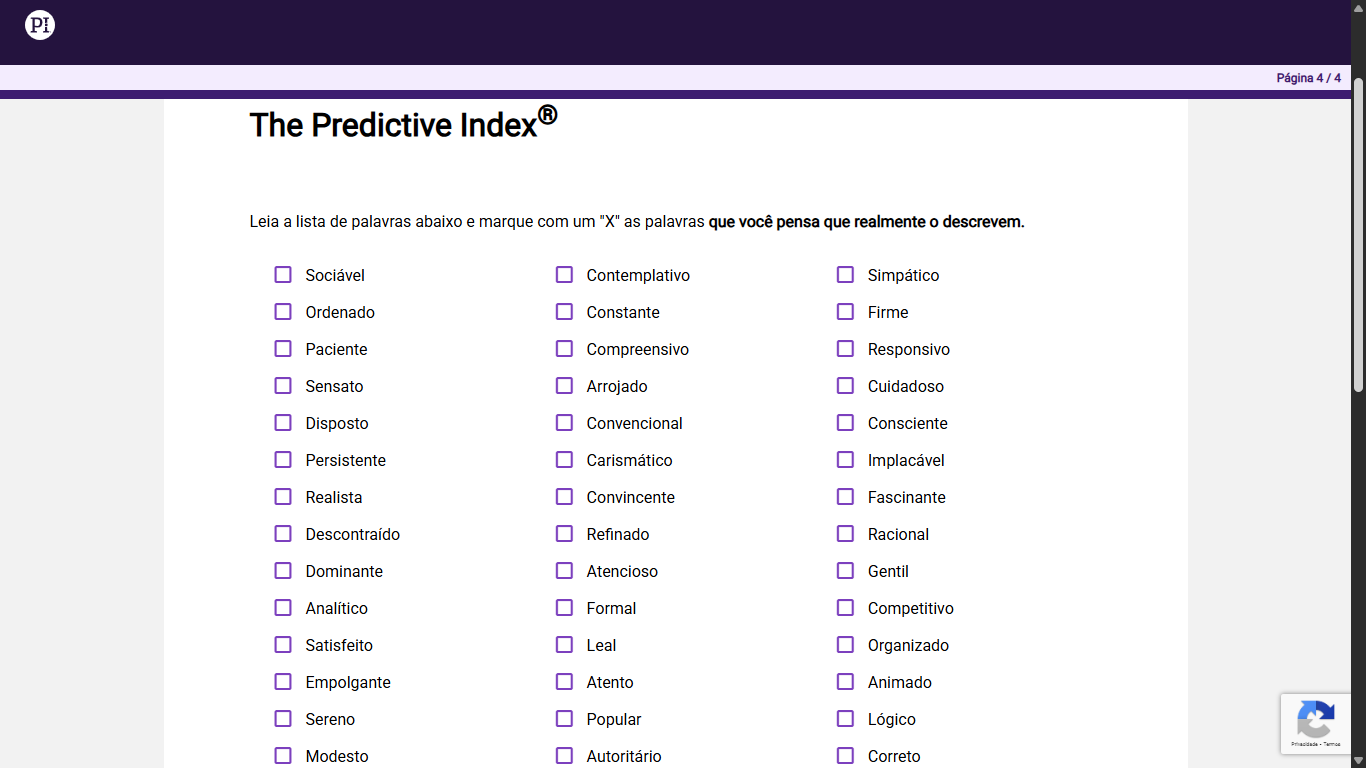 PI
Página 4 / 4
The Predictive Index®
Leia a lista de palavras abaixo e marque com um "X" as palavras que você pensa que realmente o descrevem.
Sociável Contemplativo Simpático
Ordenado Constante Firme
Paciente Compreensivo Responsivo
Sensato Arrojado Cuidadoso
Disposto Convencional Consciente
Persistente Carismático Implacável
Realista Convincente Fascinante
Descontraído Refinado Racional
Dominante Atencioso Gentil
Analítico Formal Competitivo
Satisfeito Leal Organizado
Empolgante Atento Animado
Sereno Popular Lógico
Modesto Autoritário Correto
Privacidade - Termos